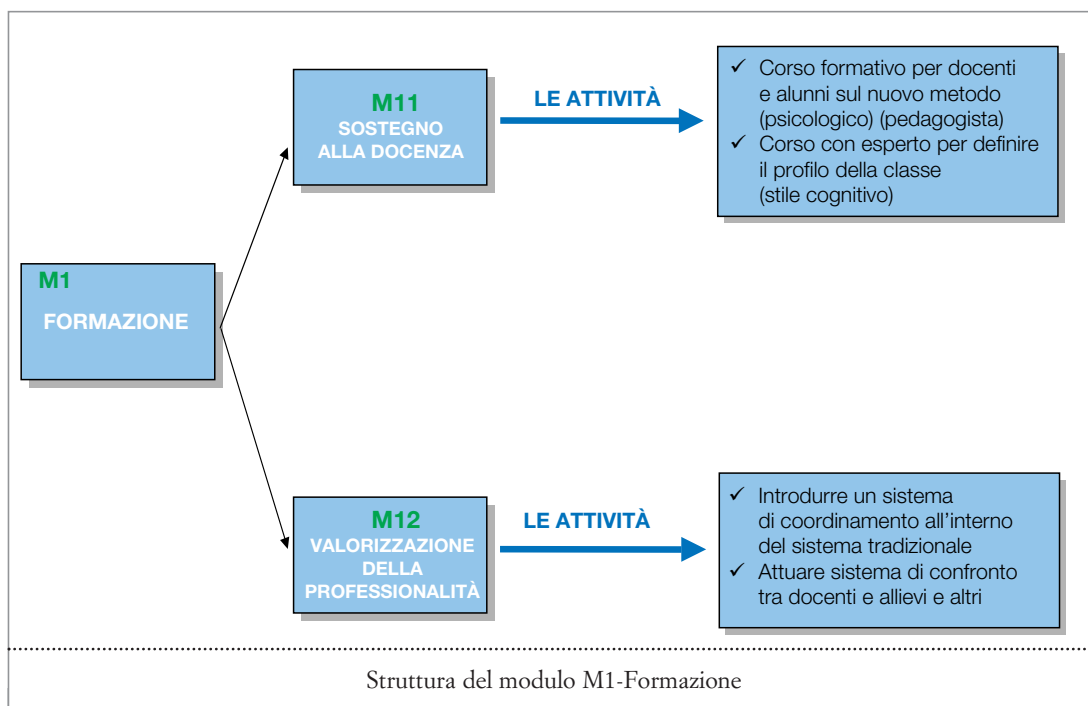 M11
SOSTEGNO
ALLA DOCENZA
LE ATTIVITÀ
✓ Corso formativo per docenti
e alunni sul nuovo metodo
(psicologico) (pedagogista)
✓ Corso con esperto per definire
il profilo della classe
(stile cognitivo)
M1
FORMAZIONE
M12
VALORIZZAZIONE
DELLA
PROFESSIONALITÀ
LE ATTIVITÀ
✓ Introdurre un sistema
di coordinamento all’interno
del sistema tradizionale
✓ Attuare sistema di confronto
tra docenti e allievi e altri
Struttura del modulo M1-Formazione